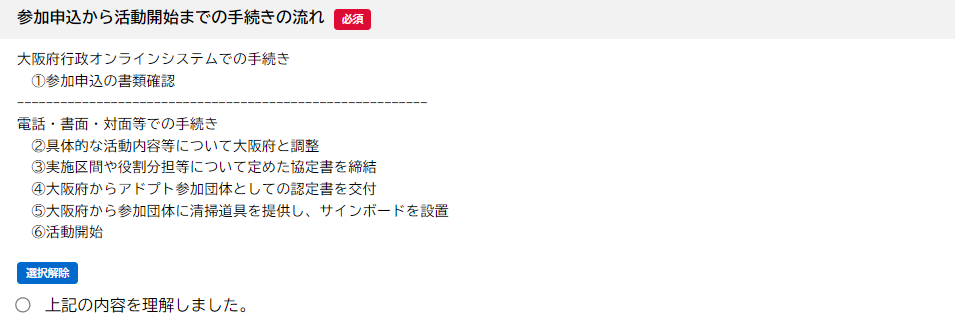 参加申込から活動開始までの手続きの流れ 必須
大阪府行政オンラインシステムでの手続き
①参加申込の書類確認
---------------------------------------------------------
電話・書面・対面等での手続き
②具体的な活動内容等について大阪府と調整
③実施区間や役割分担等について定めた協定書を締結
④大阪府からアドプト参加団体としての認定書を交付
⑤大阪府から参加団体に清掃道具を提供し、サインボードを設置
⑥活動開始
選択解除
上記の内容を理解しました。